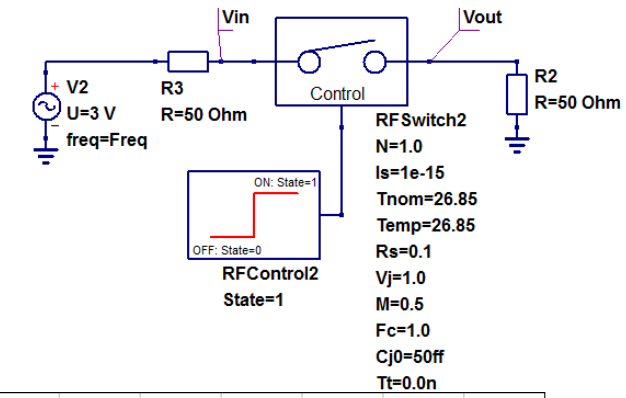 Vin
Vout
V2
U=3 V
freq=Freq
R3
R=50 Ohm
Control
R2
R=50 Ohm
RFSwitch2
N=1.0
Is=1e-15
Tnom=26.85
Temp=26.85
Rs=0.1
Vj=1.0
M=0.5
Fc=1.0
Cj0=50ff
Tt=0.0n
ON: State=1
OFF: State=0
RFControl2
State=1